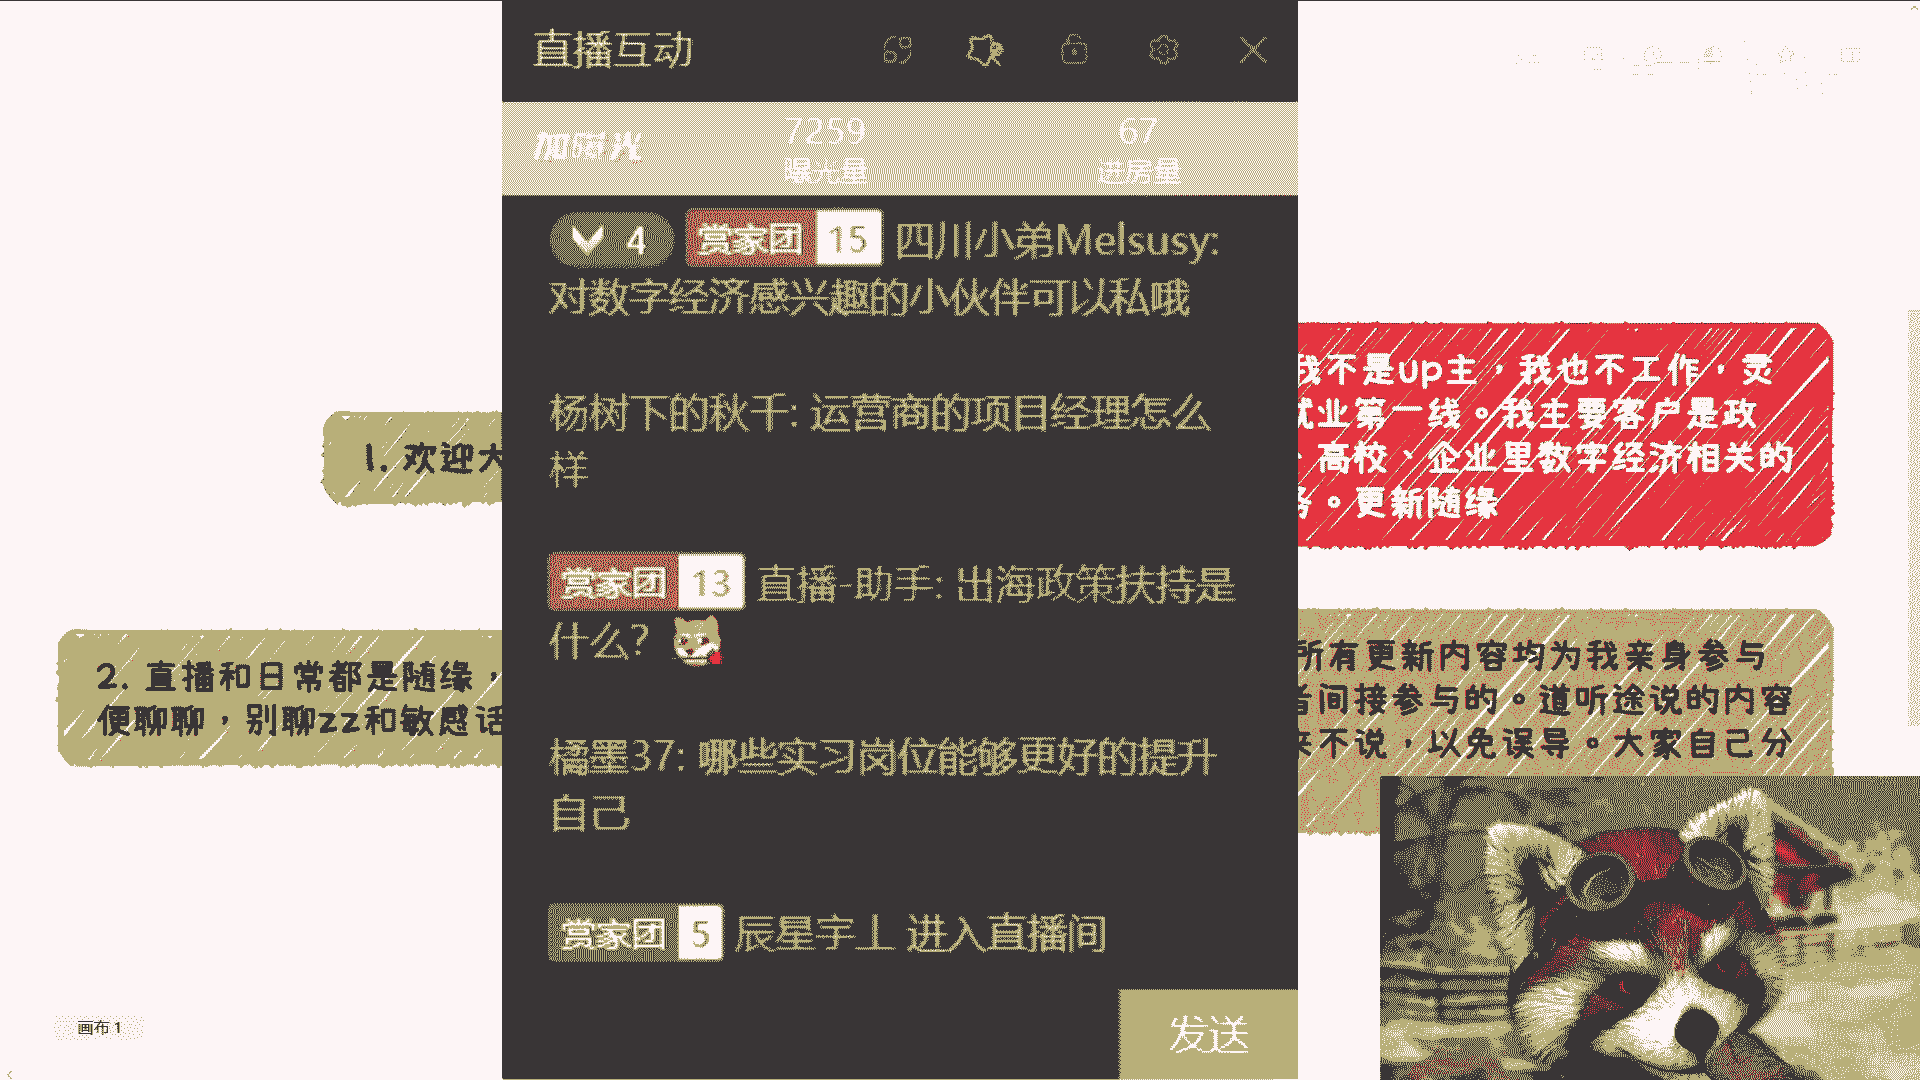 直播互动
加曝光
7259
曝光量
67
进房量
4 赏家团 15 四川小弟Melsusy:
对数字经济感兴趣的小伙伴可以私哦
杨树下的秋千: 运营商的项目经理怎么
样
赏家团 13 直播-助手: 出海政策扶持是
什么?
橘墨37: 哪些实习岗位能够更好的提升
自己
赏家团 5 辰星宇丄 进入直播间
发送
1. 欢迎大
2. 直播和日常都是随缘，
便聊聊，别聊zz和敏感话
我不是up主，我也不工作，灵
就业第一线。我主要客户是政
、高校、企业里数字经济相关的
务。更新随缘
所有更新内容均为我亲身参与
者间接参与的。道听途说的内容
来不说，以免误导。大家自己分
画布 1